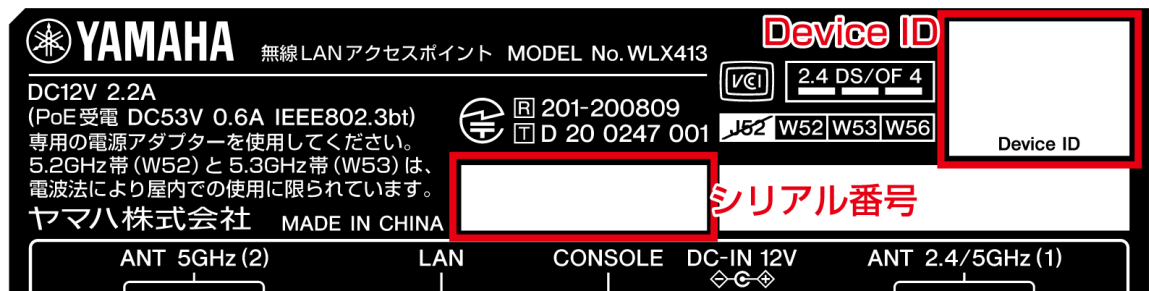 YAMAHA 無線LANアクセスポイント MODEL No. WLX413
Device ID
DC12V 2.2A
(PoE受電 DC53V 0.6A IEEE802.3bt)
専用の電源アダプターを使用してください。
5.2GHz帯(W52)と5.3GHz帯(W53)は、
電波法により屋内での使用に限られています。
ヤマハ株式会社 MADE IN CHINA
R 201-200809
T D 20 0247 001
VCI
2.4 DS/OF 4
J52 W52 W53 W56
Device ID
シリアル番号
ANT 5GHz(2) LAN CONSOLE DC-IN 12V ANT 2.4/5GHz(1)